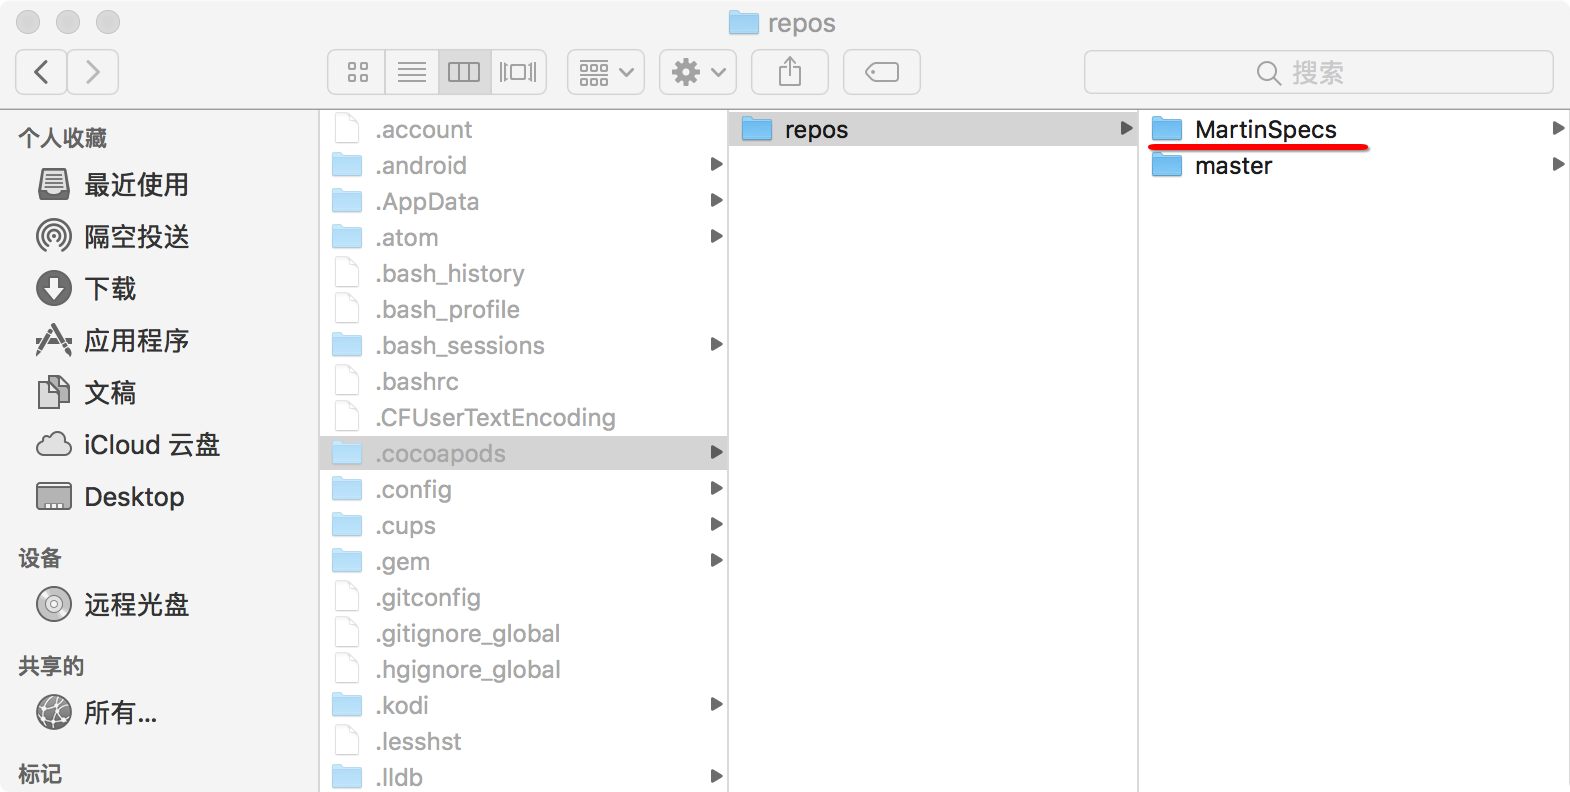 repos
搜索
个人收藏
最近使用
隔空投送
下载
应用程序
文稿
iCloud 云盘
Desktop
设备
远程光盘
共享的
所有...
标记
.account
.android
.AppData
.atom
.bash_history
.bash_profile
.bash_sessions
.bashrc
.CFUserTextEncoding
.cocoapods
.config
.cups
.gem
.gitconfig
.gitignore_global
.hgignore_global
.kodi
.lesshst
.lldb
repos
MartinSpecs
master